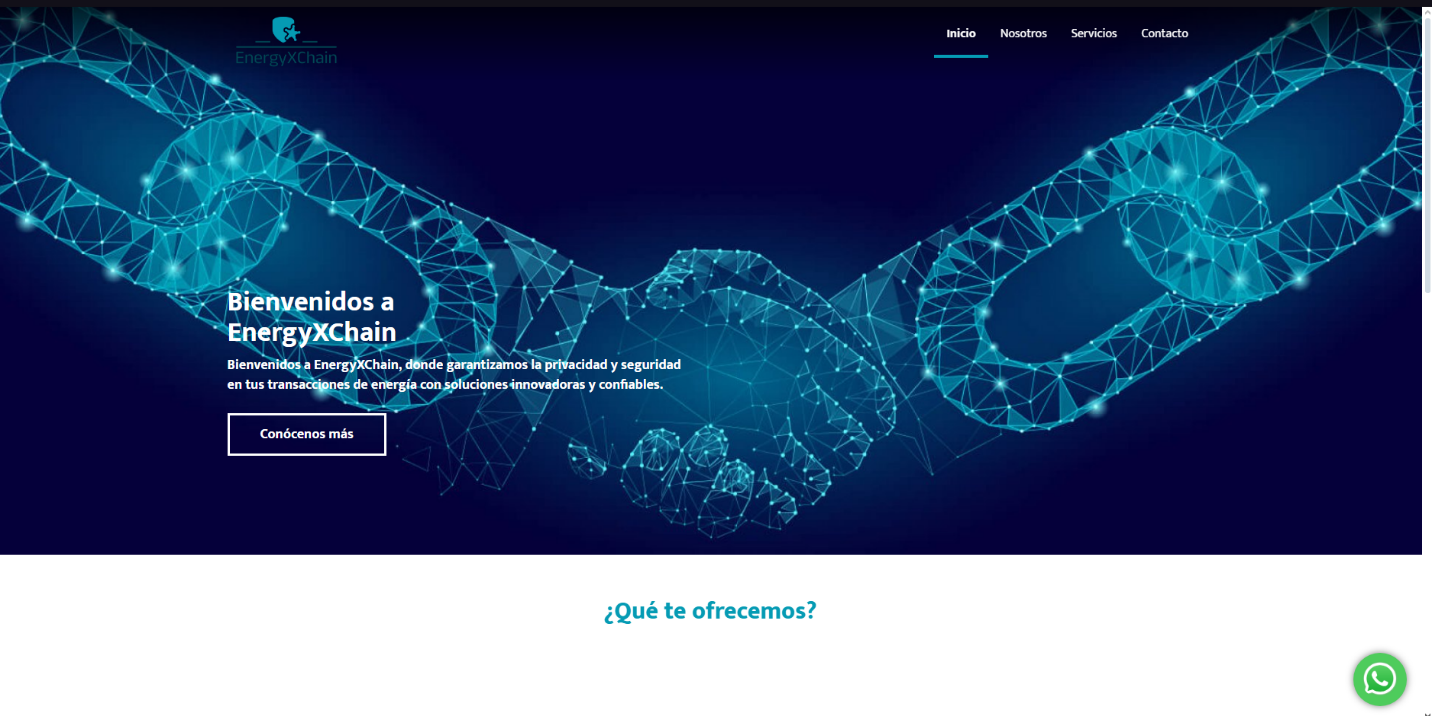 EnergyXChain
Inicio Nosotros Servicios Contacto
Bienvenidos a
EnergyXChain
Bienvenidos a EnergyXChain, donde garantizamos la privacidad y seguridad
en tus transacciones de energía con soluciones innovadoras y confiables.
Conócenos más
¿Qué te ofrecemos?